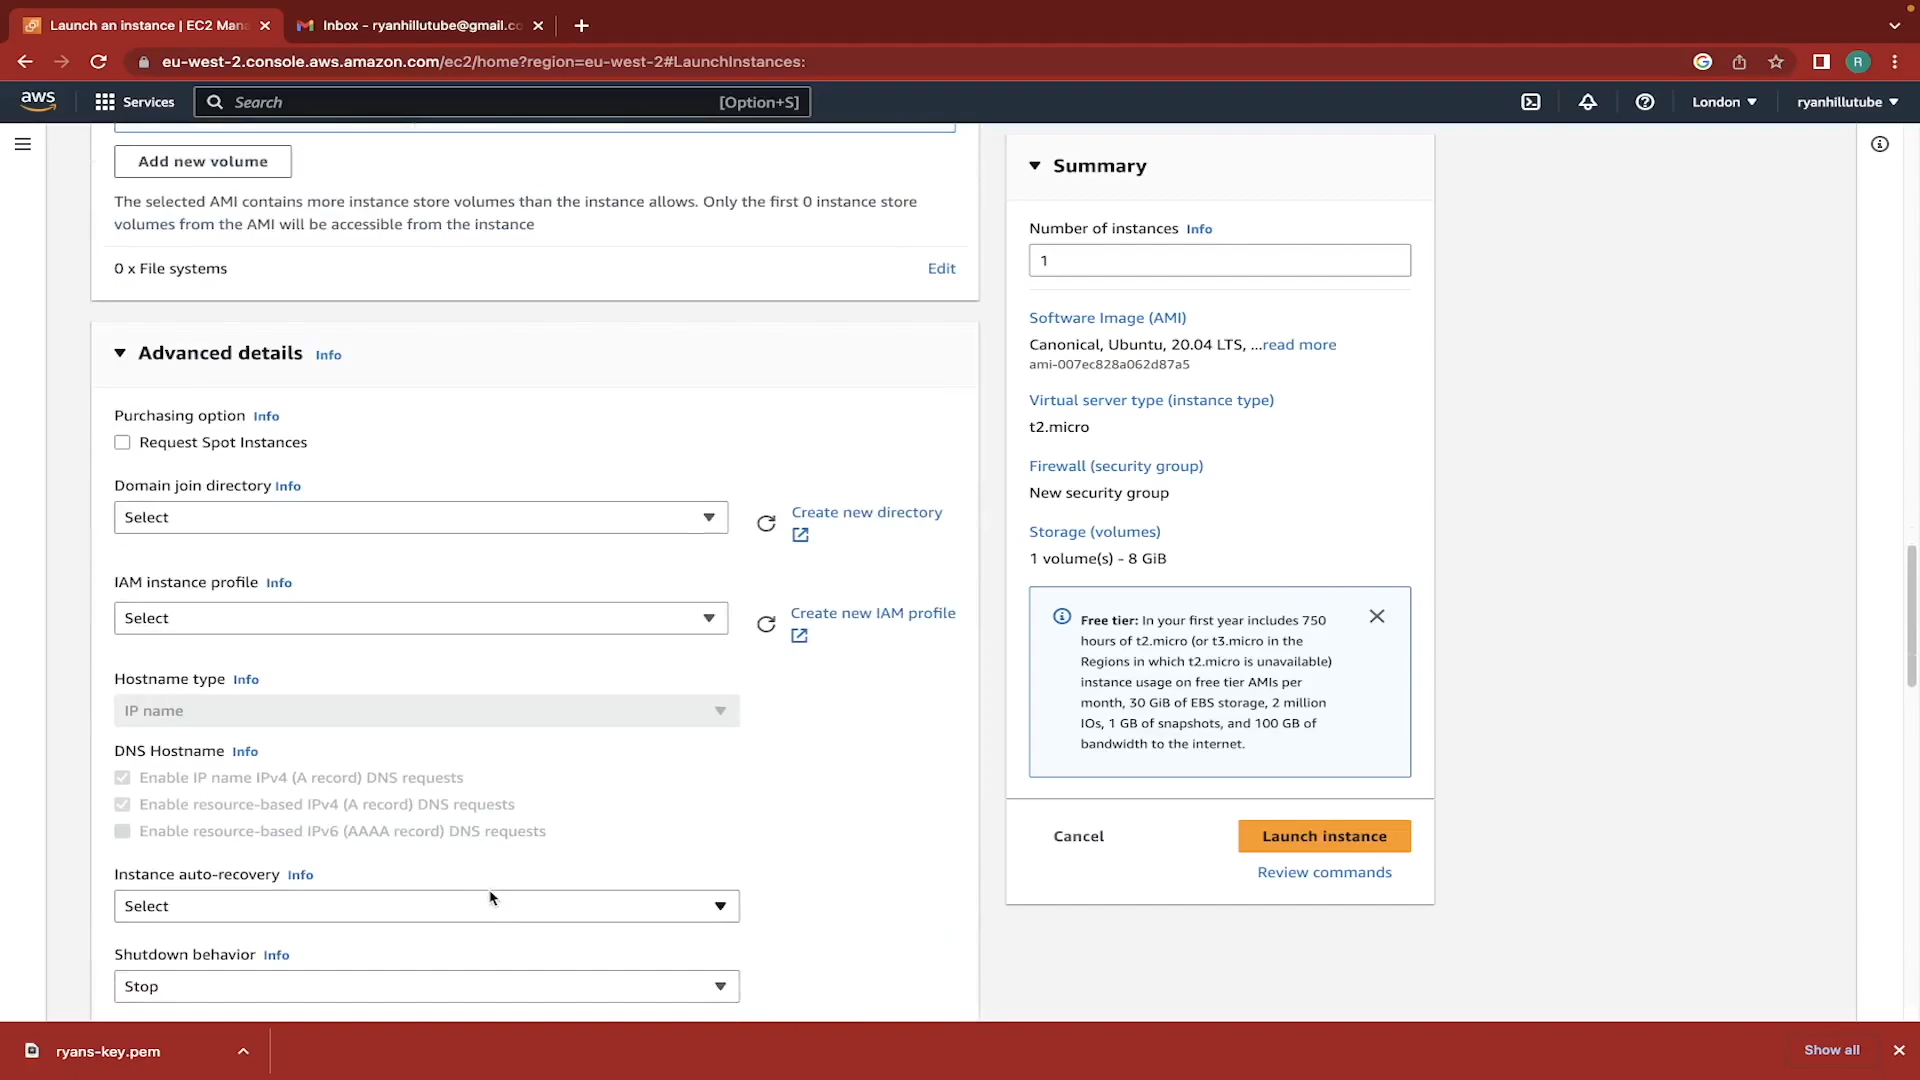 Launch an instance | EC2 Man
Inbox - ryanhillutube@gmail.c
eu-west-2.console.aws.amazon.com/ec2/home?region=eu-west-2#LaunchInstances:
R
aws
Services
Search
[Option+S]
London
ryanhillutube
Add new volume
The selected AMI contains more instance store volumes than the instance allows. Only the first 0 instance store
volumes from the AMI will be accessible from the instance
0 x File systems
Edit
Advanced details Info
Purchasing option Info
Request Spot Instances
Domain join directory Info
Select
Create new directory
IAM instance profile Info
Select
Create new IAM profile
Hostname type Info
IP name
DNS Hostname Info
Enable IP name IPv4 (A record) DNS requests
Enable resource-based IPv4 (A record) DNS requests
Enable resource-based IPv6 (AAAA record) DNS requests
Instance auto-recovery Info
Select
Shutdown behavior Info
Stop
Summary
Number of instances Info
1
Software Image (AMI)
Canonical, Ubuntu, 20.04 LTS, ...read more
ami-007ec828a062d87a5
Virtual server type (instance type)
t2.micro
Firewall (security group)
New security group
Storage (volumes)
1 volume(s) - 8 GiB
Free tier: In your first year includes 750
hours of t2.micro (or t3.micro in the
Regions in which t2.micro is unavailable)
instance usage on free tier AMIs per
month, 30 GiB of EBS storage, 2 million
IOs, 1 GB of snapshots, and 100 GB of
bandwidth to the internet.
Cancel
Launch instance
Review commands
ryans-key.pem
Show all